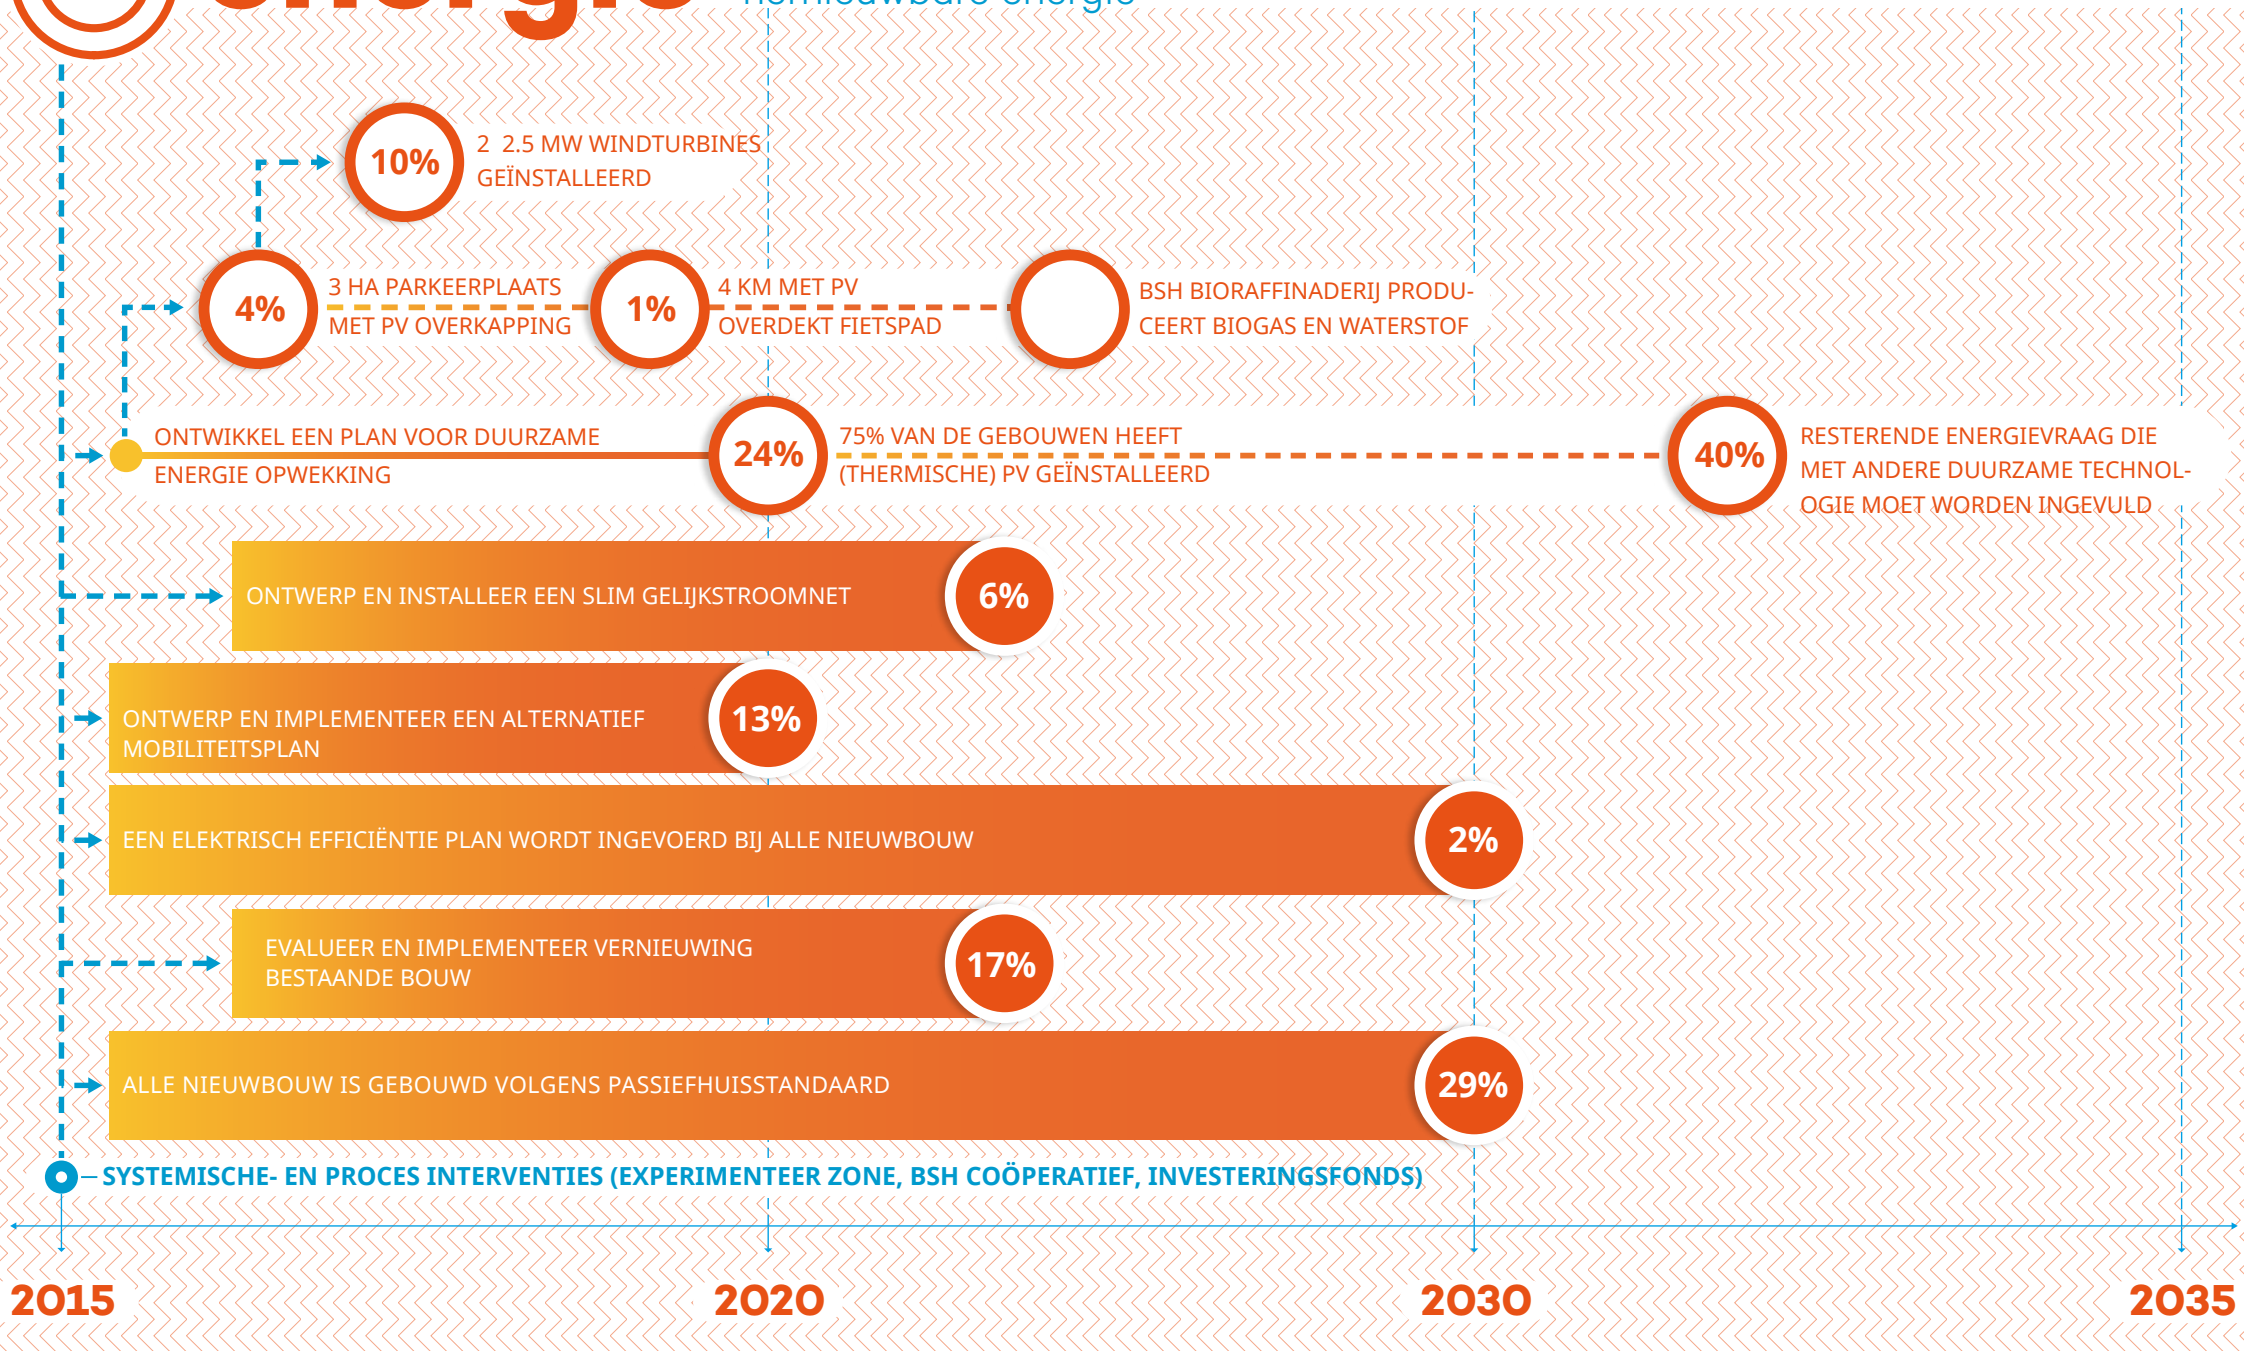 energie
hernieuwbare energie
10%
2 2.5 MW WINDTURBINES
GEÏNSTALLEERD
4%
3 HA PARKEERPLAATS
MET PV OVERKAPPING
1%
4 KM MET PV
OVERDEKT FIETSPAD
BSH BIORAFFINADERIJ PRODU-
CEERT BIOGAS EN WATERSTOF
ONTWIKKEL EEN PLAN VOOR DUURZAME
ENERGIE OPWEKKING
24%
75% VAN DE GEBOUWEN HEEFT
(THERMISCHE) PV GEÏNSTALLEERD
40%
RESTERENDE ENERGIEVRAAG DIE
MET ANDERE DUURZAME TECHNOL-
OGIE MOET WORDEN INGEVULD
ONTWERP EN INSTALLEER EEN SLIM GELIJKSTROOMNET
6%
ONTWERP EN IMPLEMENTEER EEN ALTERNATIEF
MOBILITEITSPLAN
13%
EEN ELEKTRISCH EFFICIËNTIE PLAN WORDT INGEVOERD BIJ ALLE NIEUWBOUW
2%
EVALUEER EN IMPLEMENTEER VERNIEUWING
BESTAANDE BOUW
17%
ALLE NIEUWBOUW IS GEBOUWD VOLGENS PASSIEFHUISSTANDAARD
29%
SYSTEMISCHE- EN PROCES INTERVENTIES (EXPERIMENTEER ZONE, BSH COÖPERATIEF, INVESTERINGSFONDS)
2015
2020
2030
2035